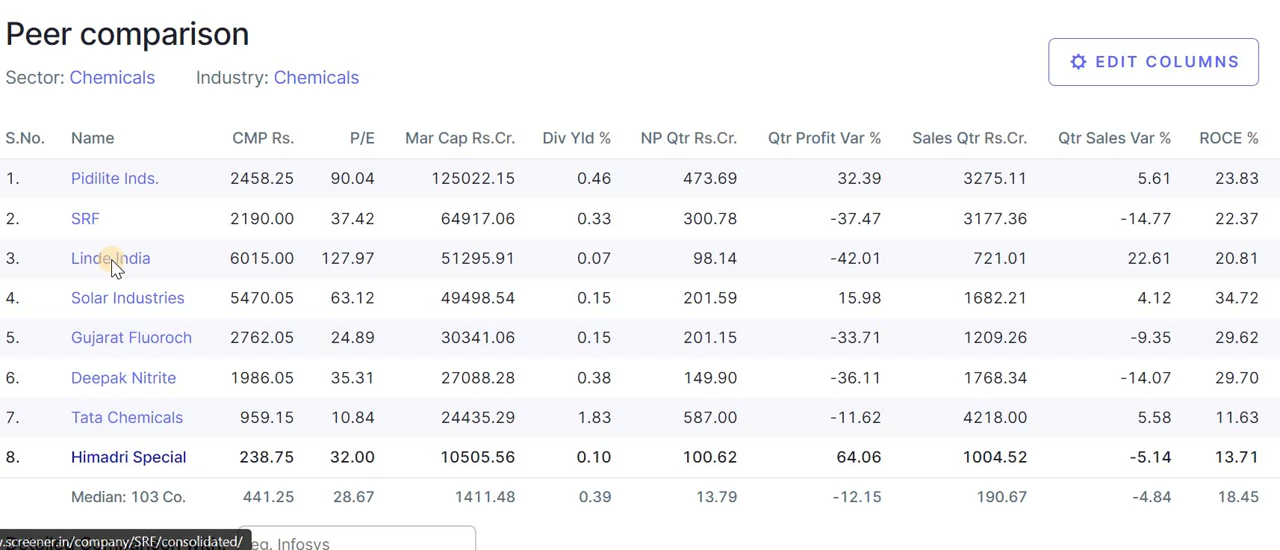 Peer comparison
Sector: Chemicals Industry: Chemicals
EDIT COLUMNS
S.No. Name CMP Rs. P/E Mar Cap Rs.Cr. Div Yld % NP Qtr Rs.Cr. Qtr Profit Var % Sales Qtr Rs.Cr. Qtr Sales Var % ROCE %
1. Pidilite Inds. 2458.25 90.04 125022.15 0.46 473.69 32.39 3275.11 5.61 23.83
2. SRF 2190.00 37.42 64917.06 0.33 300.78 -37.47 3177.36 -14.77 22.37
3. Linde India 6015.00 127.97 51295.91 0.07 98.14 -42.01 721.01 22.61 20.81
4. Solar Industries 5470.05 63.12 49498.54 0.15 201.59 15.98 1682.21 4.12 34.72
5. Gujarat Fluoroch 2762.05 24.89 30341.06 0.15 201.15 -33.71 1209.26 -9.35 29.62
6. Deepak Nitrite 1986.05 35.31 27088.28 0.38 149.90 -36.11 1768.34 -14.07 29.70
7. Tata Chemicals 959.15 10.84 24435.29 1.83 587.00 -11.62 4218.00 5.58 11.63
8. Himadri Special 238.75 32.00 10505.56 0.10 100.62 64.06 1004.52 -5.14 13.71
Median: 103 Co. 441.25 28.67 1411.48 0.39 13.79 -12.15 190.67 -4.84 18.45
.screener.in/company/SRF/consolidated/ eg. Infosys